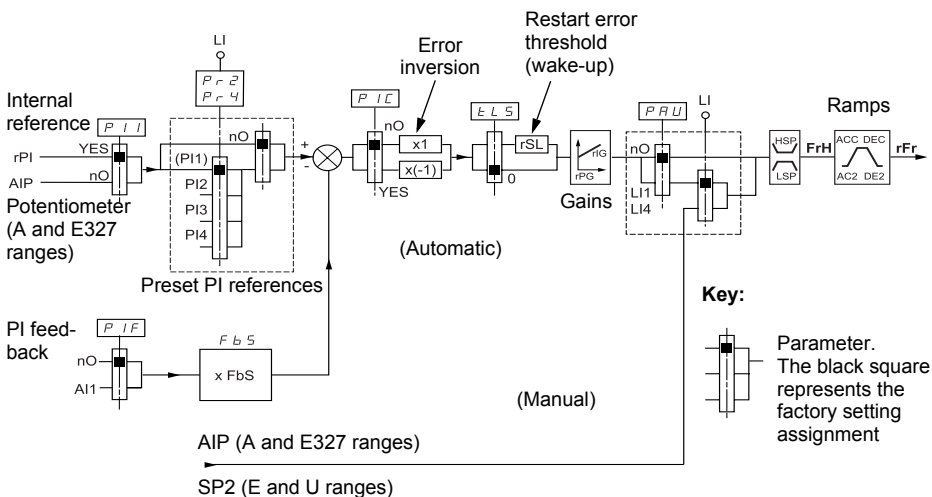 Restart error
threshold
(wake-up)
Error
inversion
LI
Pr2
Pr4
Internal
reference
PII
rPI
YES
AIP
nO
Potentiometer
(A and E327
ranges)
(PI1)
PI2
PI3
PI4
nO
Preset PI references
+
-
PIC
nO
x1
x(-1)
YES
tLS
rSL
0
rIG
rPG
Gains
PAU
LI
nO
LI1
LI4
HSP
LSP
FrH
Ramps
ACC DEC
AC2 DE2
rFr
(Automatic)
PI feed-
back
PIF
nO
AI1
FbS
x FbS
(Manual)
AIP (A and E327 ranges)
SP2 (E and U ranges)
Key:
Parameter.
The black square
represents the
factory setting
assignment